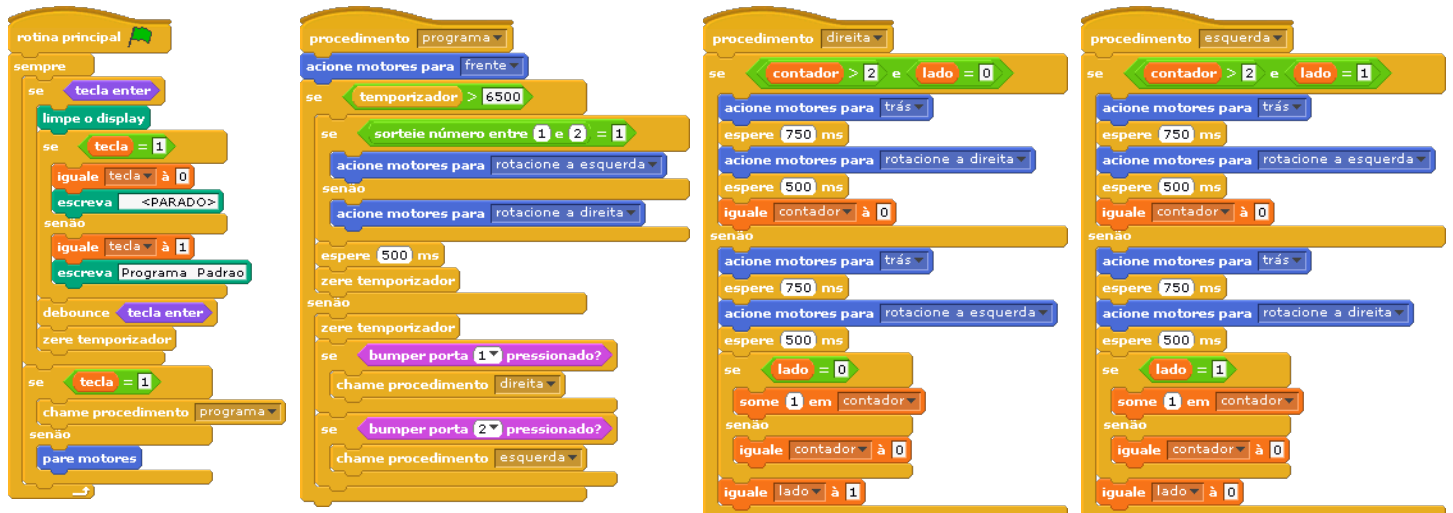 rotina principal
sempre
se tecla enter
limpe o display
se tecla = 1
iguale tecla à 0
escreva <PARADO>
senão
iguale tecla à 1
escreva Programa Padrao
debounce tecla enter
zere temporizador
se tecla = 1
chame procedimento programa
senão
pare motores
procedimento programa
acione motores para frente
se temporizador > 6500
se sorteie número entre 1 e 2 = 1
acione motores para rotacione a esquerda
senão
acione motores para rotacione a direita
espere 500 ms
zere temporizador
senão
zere temporizador
se bumper porta 1 pressionado?
chame procedimento direita
se bumper porta 2 pressionado?
chame procedimento esquerda
procedimento direita
se contador > 2 e lado = 0
acione motores para trás
espere 750 ms
acione motores para rotacione a direita
espere 500 ms
iguale contador à 0
senão
acione motores para trás
espere 750 ms
acione motores para rotacione a esquerda
espere 500 ms
se lado = 0
some 1 em contador
senão
iguale contador à 0
iguale lado à 1
procedimento esquerda
se contador > 2 e lado = 1
acione motores para trás
espere 750 ms
acione motores para rotacione a esquerda
espere 500 ms
iguale contador à 0
senão
acione motores para trás
espere 750 ms
acione motores para rotacione a direita
espere 500 ms
se lado = 1
some 1 em contador
senão
iguale contador à 0
iguale lado à 0